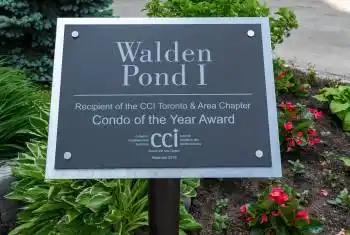 Walden
Pond I
Recipient of the CCI Toronto & Area Chapter
Condo of the Year Award
cci